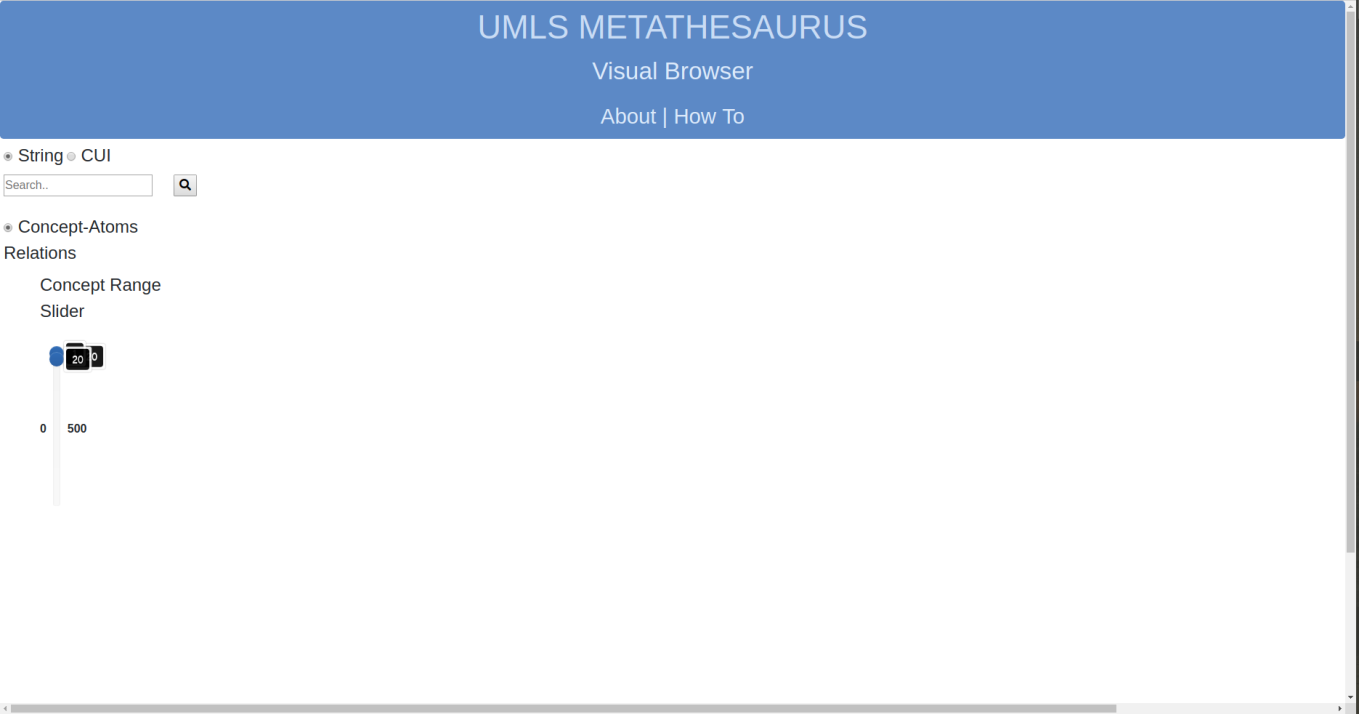 UMLS METATHESAURUS
Visual Browser
About | How To
String CUI
Search..
Concept-Atoms
Relations
Concept Range
Slider
20
0 500